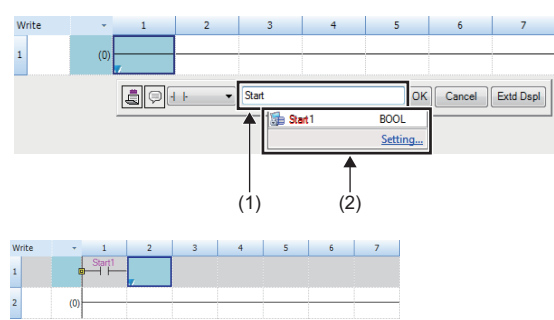 Write 1 2 3 4 5 6 7
1 (0)
Start OK Cancel Extd Dspl
Start1 BOOL
Setting...
(1) (2)
Write 1 2 3 4 5 6 7
1 Start1
2 (0)